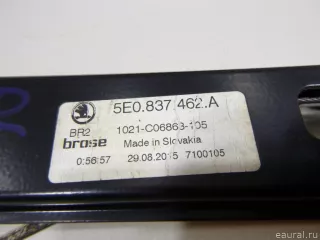 5E0.837 462.A
BR2
1021-C06863-105
brose
Made in Slovakia
0:56:57 29.08.2015 7100105
eaural.ru